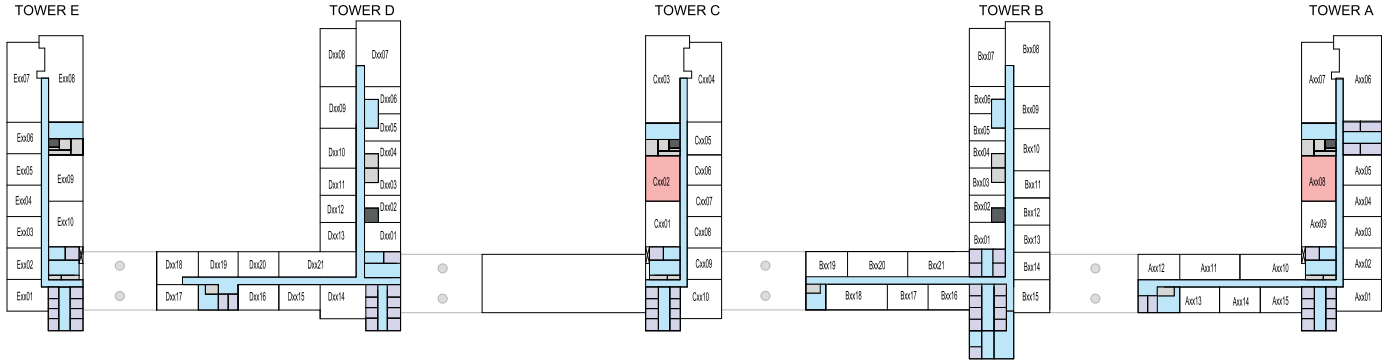 TOWER E
TOWER D
TOWER C
TOWER B
TOWER A
Exx07
Exx08
Exx06
Exx05
Exx09
Exx04
Exx10
Exx03
Exx02
Exx01
Dxx08
Dxx07
Dxx09
Dxx06
Dxx05
Dxx10
Dxx04
Dxx11
Dxx03
Dxx12
Dxx02
Dxx13
Dxx01
Dxx18
Dxx19
Dxx20
Dxx21
Dxx17
Dxx16
Dxx15
Dxx14
Cxx03
Cxx04
Cxx05
Cxx02
Cxx06
Cxx07
Cxx01
Cxx08
Cxx09
Cxx10
Bxx07
Bxx08
Bxx06
Bxx09
Bxx05
Bxx04
Bxx10
Bxx03
Bxx11
Bxx02
Bxx12
Bxx01
Bxx13
Bxx19
Bxx20
Bxx21
Bxx14
Bxx18
Bxx17
Bxx16
Bxx15
Axx07
Axx06
Axx08
Axx05
Axx04
Axx09
Axx03
Axx12
Axx11
Axx10
Axx02
Axx13
Axx14
Axx15
Axx01